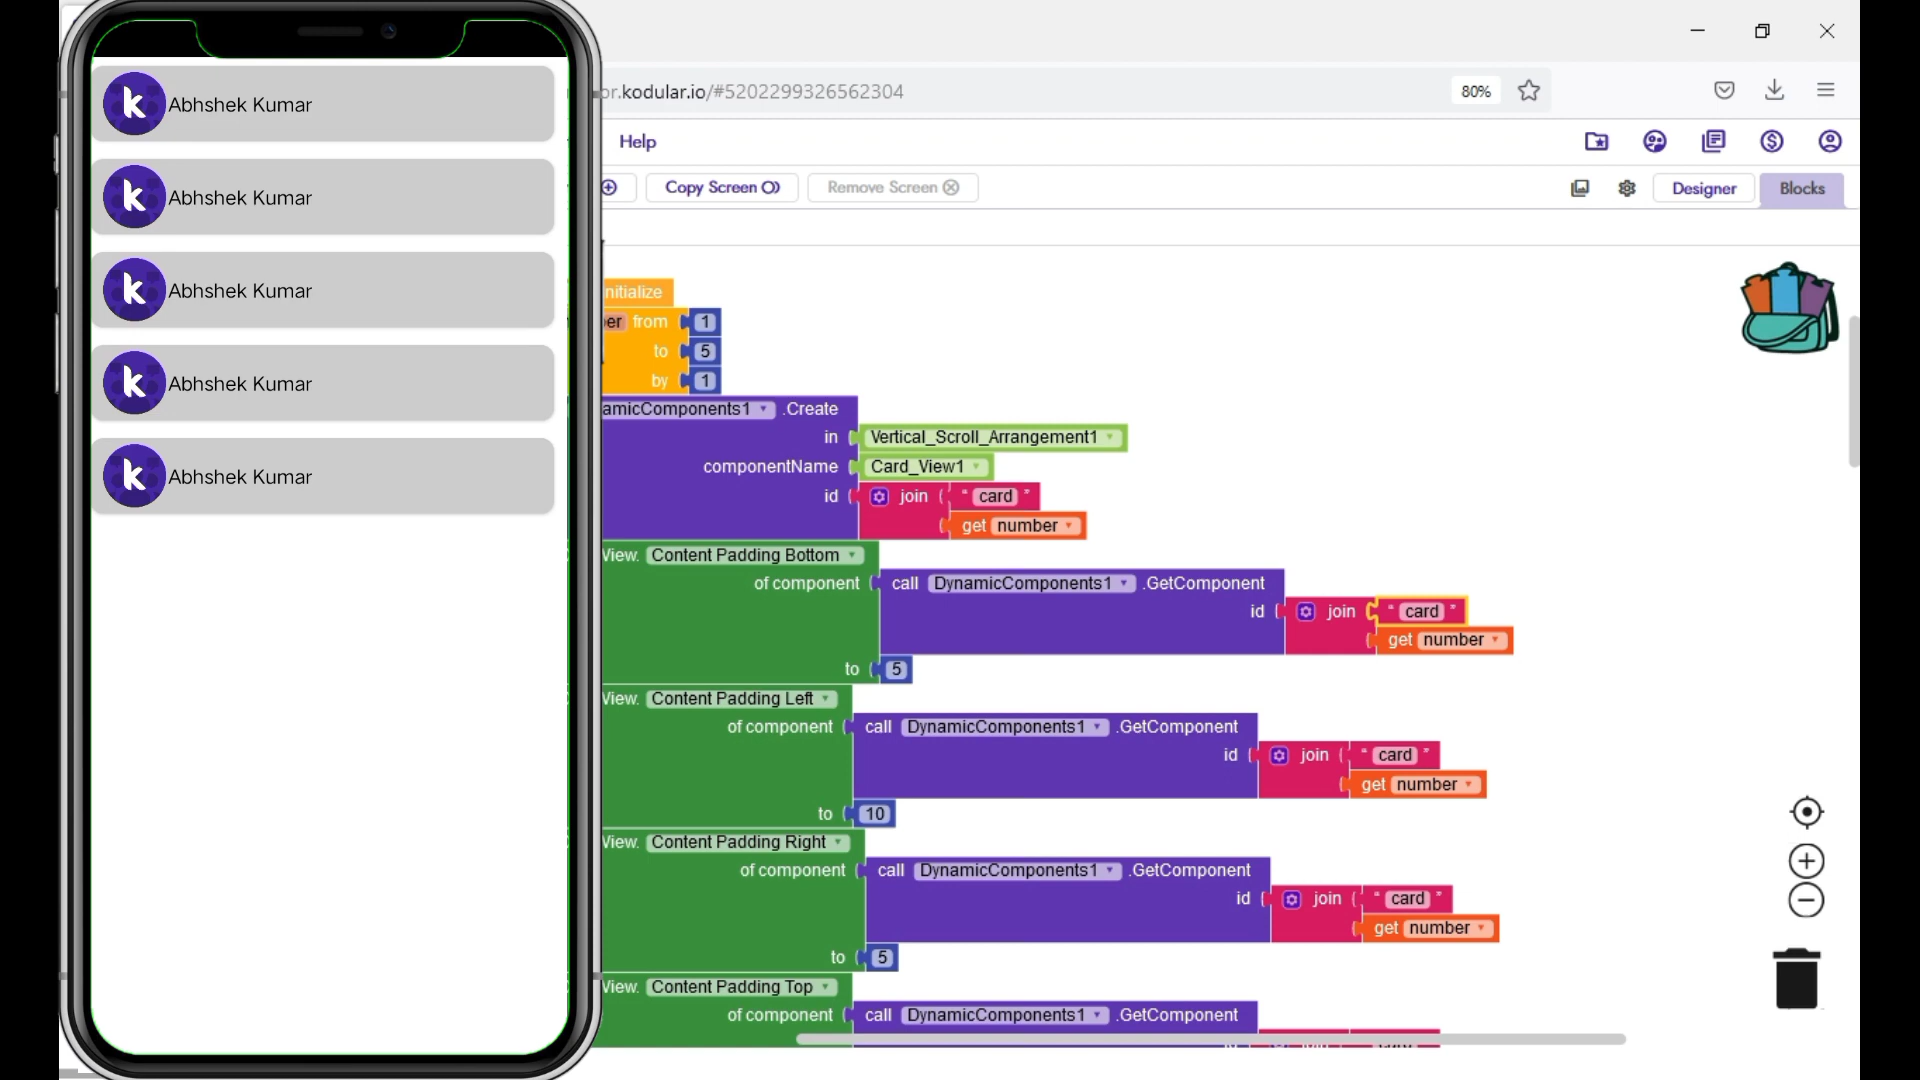 k Abhshek Kumar
k Abhshek Kumar
k Abhshek Kumar
k Abhshek Kumar
k Abhshek Kumar
or.kodular.io/#5202299326562304
80%
Help
Copy Screen
Remove Screen
Designer
Blocks
nitialize
er from 1
to 5
by 1
amicComponents1 .Create
in Vertical_Scroll_Arrangement1
componentName Card_View1
id join " card "
get number
View. Content Padding Bottom
of component call DynamicComponents1 .GetComponent
id join " card "
get number
to 5
View. Content Padding Left
of component call DynamicComponents1 .GetComponent
id join " card "
get number
to 10
View. Content Padding Right
of component call DynamicComponents1 .GetComponent
id join " card "
get number
to 5
View. Content Padding Top
of component call DynamicComponents1 .GetComponent